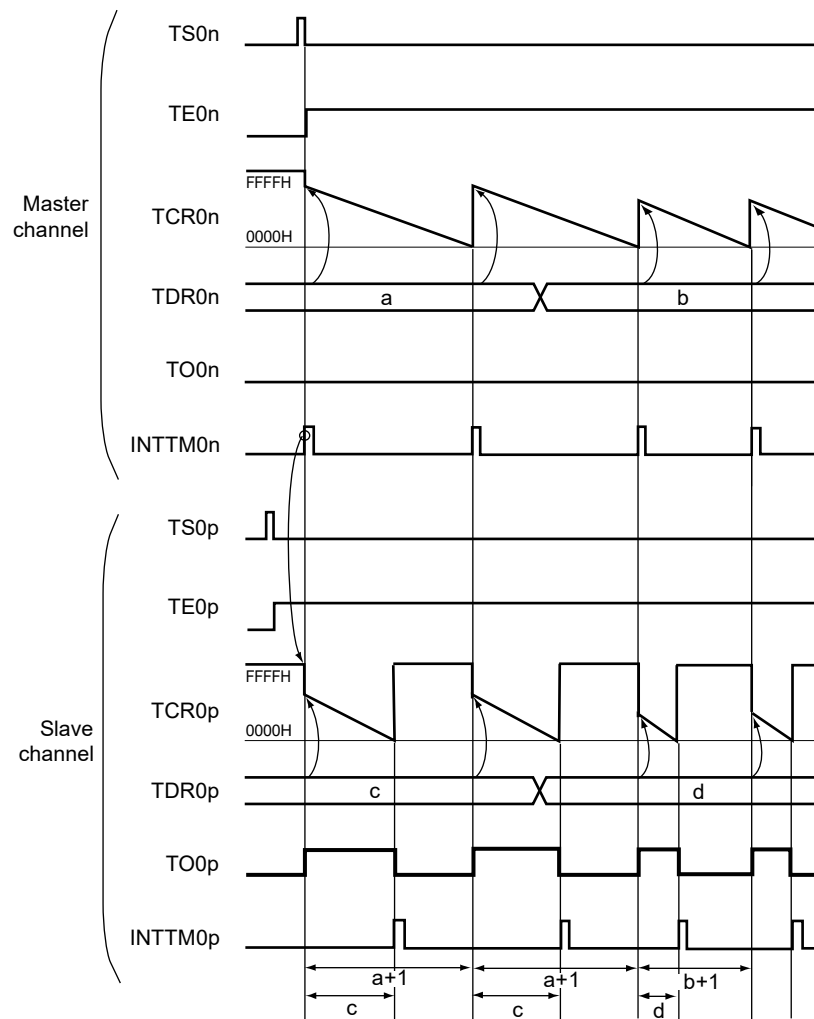 TS0n
TE0n
FFFFH
Master
channel
TCR0n
0000H
TDR0n
a
b
TO0n
INTTM0n
TS0p
TE0p
FFFFH
Slave
channel
TCR0p
0000H
TDR0p
c
d
TO0p
INTTM0p
a+1
a+1
b+1
c
c
d